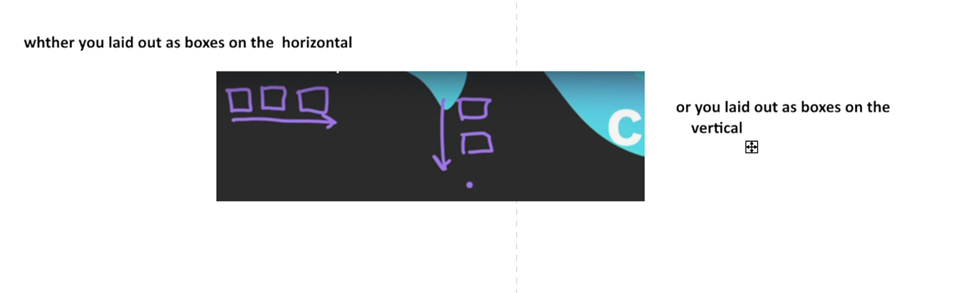 whther you laid out as boxes on the  horizontal
C
or you laid out as boxes on the
vertical